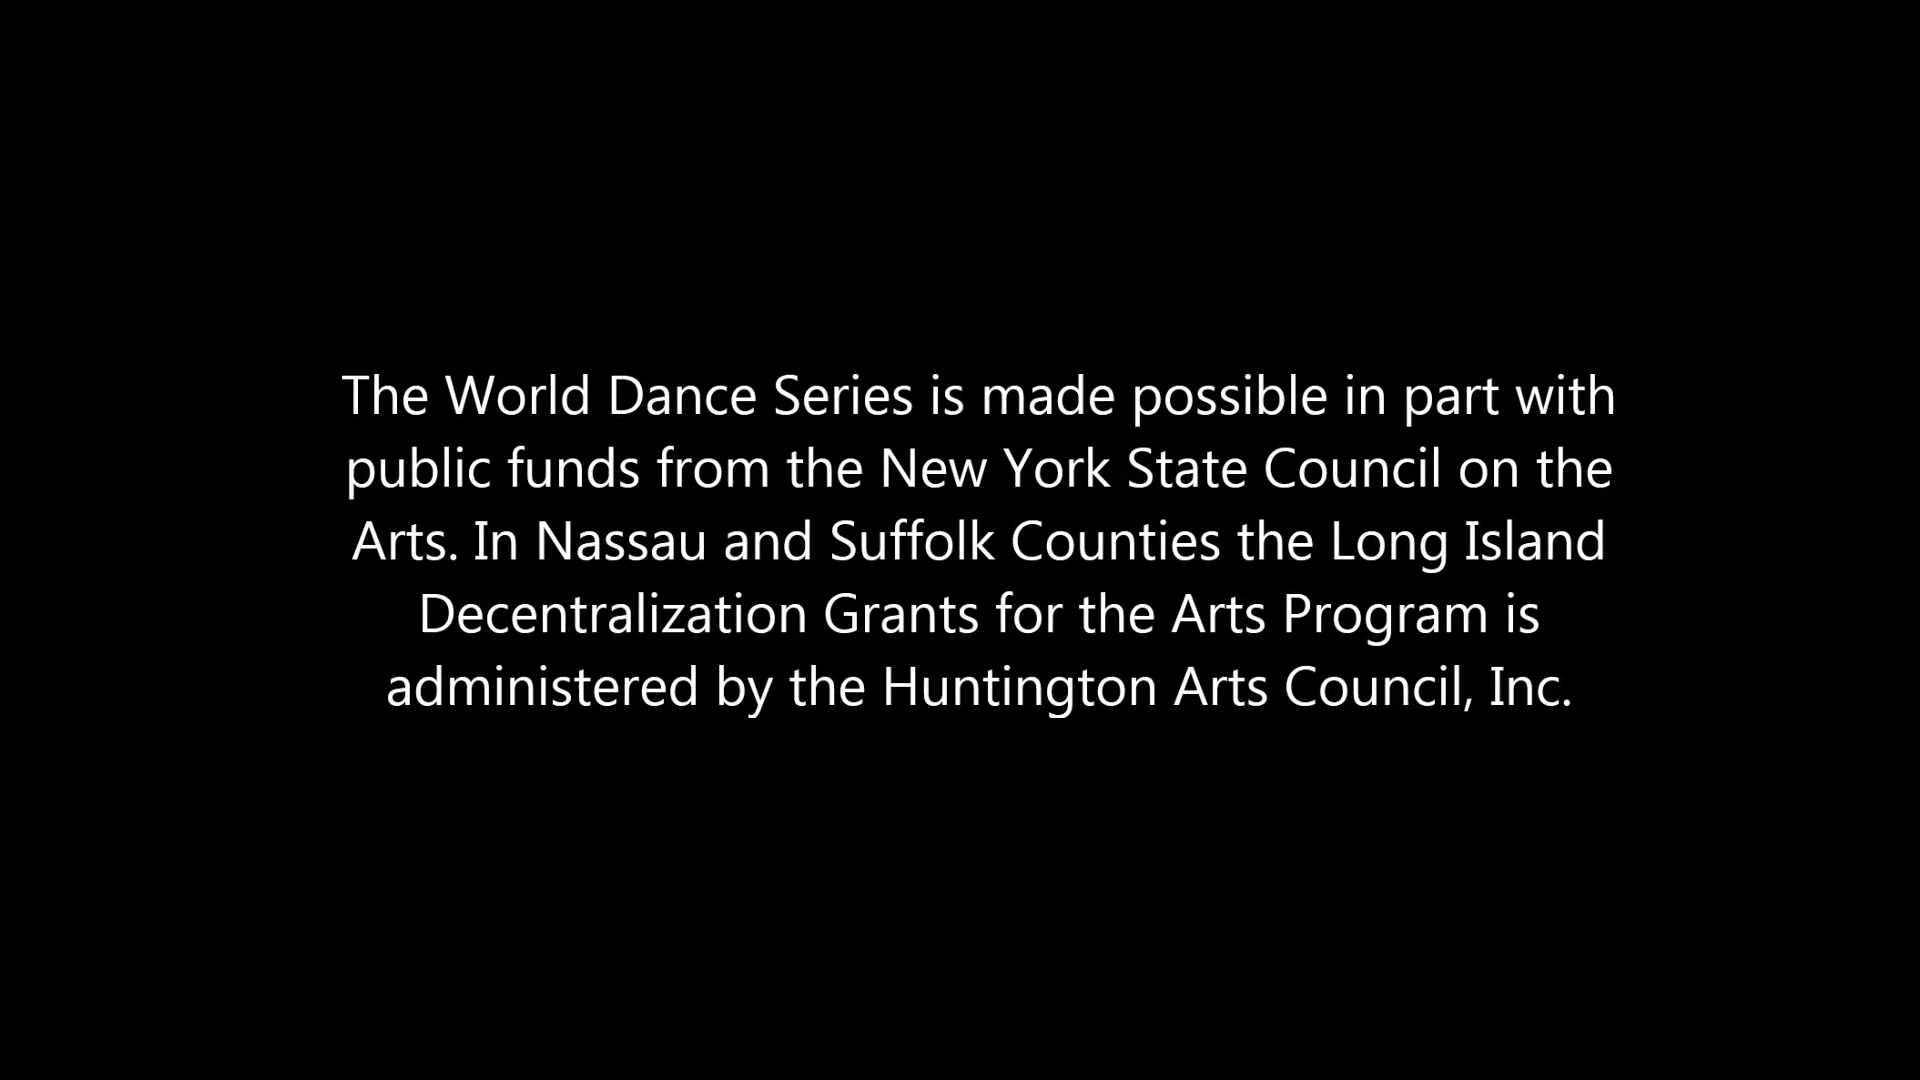 The World Dance Series is made possible in part with
public funds from the New York State Council on the
Arts. In Nassau and Suffolk Counties the Long Island
Decentralization Grants for the Arts Program is
administered by the Huntington Arts Council, Inc.